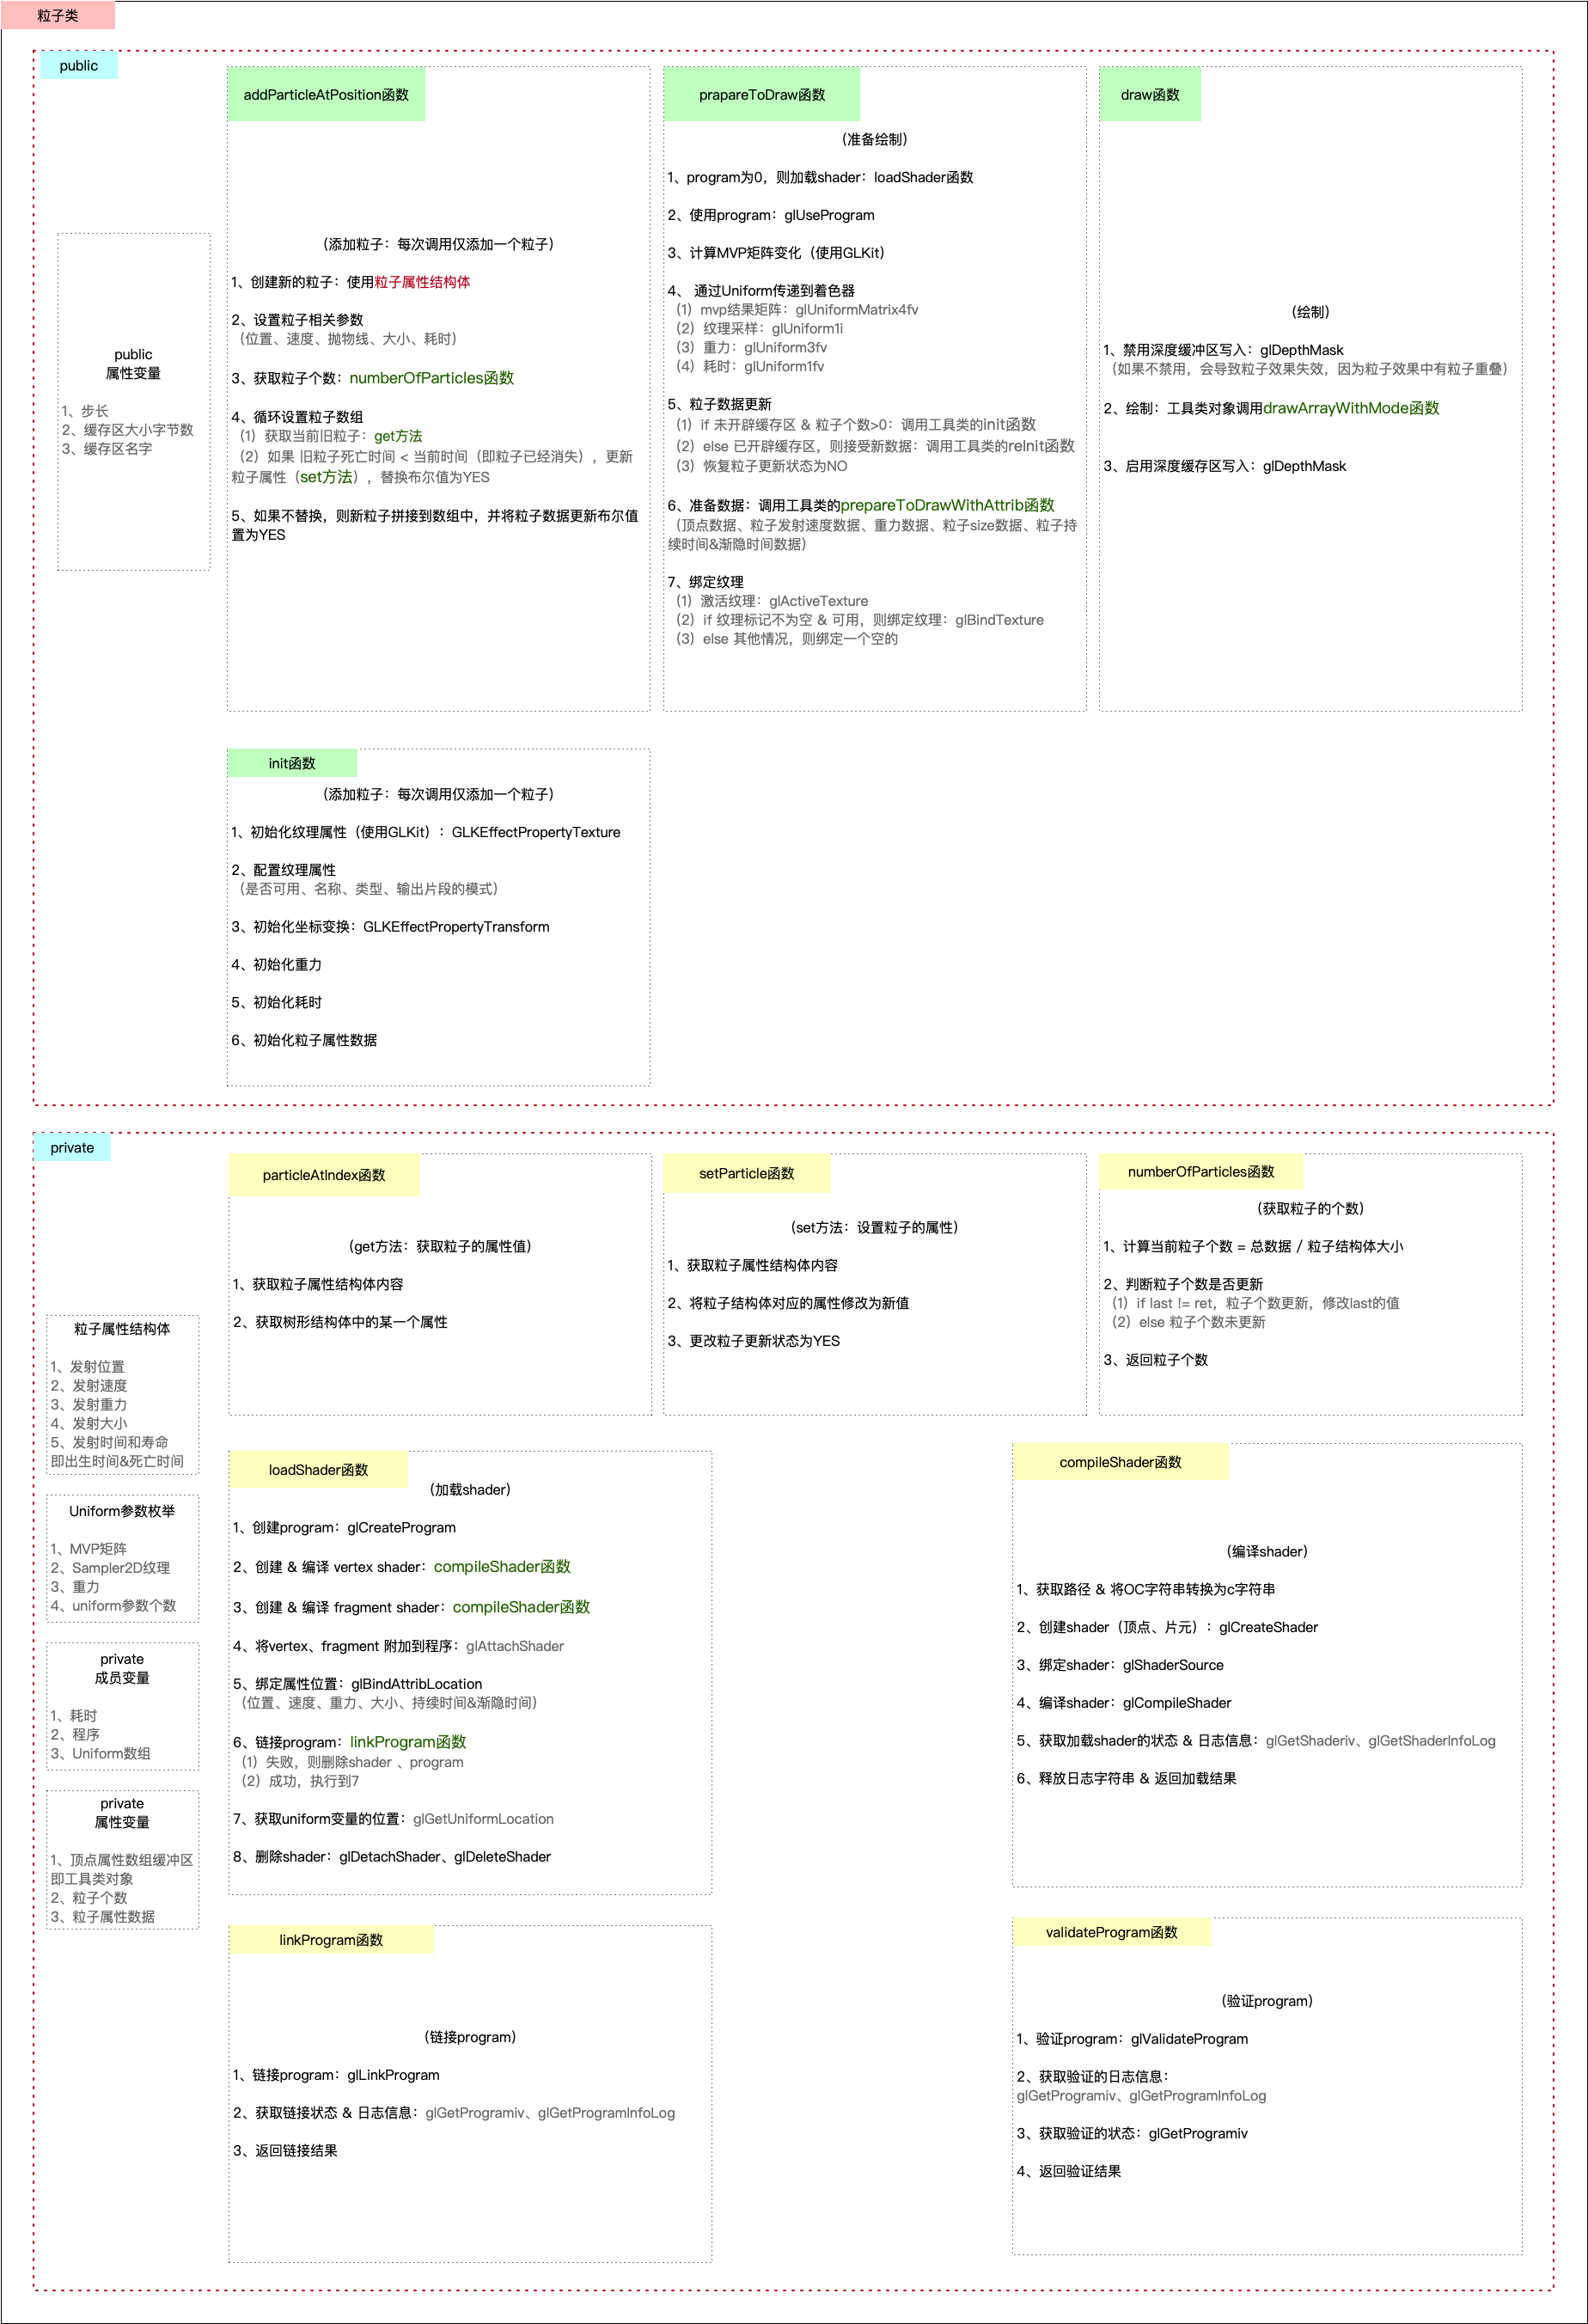 粒子类
public
public
属性变量
1、步长
2、缓存区大小字节数
3、缓存区名字
addParticleAtPosition函数
（添加粒子：每次调用仅添加一个粒子）
1、创建新的粒子：使用粒子属性结构体
2、设置粒子相关参数
（位置、速度、抛物线、大小、耗时）
3、获取粒子个数：numberOfParticles函数
4、循环设置粒子数组
（1）获取当前旧粒子：get方法
（2）如果 旧粒子死亡时间 < 当前时间（即粒子已经消失），更新
粒子属性（set方法），替换布尔值为YES
5、如果不替换，则新粒子拼接到数组中，并将粒子数据更新布尔值
置为YES
prapareToDraw函数
（准备绘制）
1、program为0，则加载shader：loadShader函数
2、使用program：glUseProgram
3、计算MVP矩阵变化（使用GLKit）
4、 通过Uniform传递到着色器
（1）mvp结果矩阵：glUniformMatrix4fv
（2）纹理采样：glUniform1i
（3）重力：glUniform3fv
（4）耗时：glUniform1fv
5、粒子数据更新
（1）if 未开辟缓存区 & 粒子个数>0：调用工具类的init函数
（2）else 已开辟缓存区，则接受新数据：调用工具类的reInit函数
（3）恢复粒子更新状态为NO
6、准备数据：调用工具类的prepareToDrawWithAttrib函数
（顶点数据、粒子发射速度数据、重力数据、粒子size数据、粒子持
续时间&渐隐时间数据）
7、绑定纹理
（1）激活纹理：glActiveTexture
（2）if 纹理标记不为空 & 可用，则绑定纹理：glBindTexture
（3）else 其他情况，则绑定一个空的
draw函数
（绘制）
1、禁用深度缓冲区写入：glDepthMask
（如果不禁用，会导致粒子效果失效，因为粒子效果中有粒子重叠）
2、绘制：工具类对象调用drawArrayWithMode函数
3、启用深度缓存区写入：glDepthMask
init函数
（添加粒子：每次调用仅添加一个粒子）
1、初始化纹理属性（使用GLKit）：GLKEffectPropertyTexture
2、配置纹理属性
（是否可用、名称、类型、输出片段的模式）
3、初始化坐标变换：GLKEffectPropertyTransform
4、初始化重力
5、初始化耗时
6、初始化粒子属性数据
private
粒子属性结构体
1、发射位置
2、发射速度
3、发射重力
4、发射大小
5、发射时间和寿命
即出生时间&死亡时间
Uniform参数枚举
1、MVP矩阵
2、Sampler2D纹理
3、重力
4、uniform参数个数
private
成员变量
1、耗时
2、程序
3、Uniform数组
private
属性变量
1、顶点属性数组缓冲区
即工具类对象
2、粒子个数
3、粒子属性数据
particleAtIndex函数
（get方法：获取粒子的属性值）
1、获取粒子属性结构体内容
2、获取树形结构体中的某一个属性
setParticle函数
（set方法：设置粒子的属性）
1、获取粒子属性结构体内容
2、将粒子结构体对应的属性修改为新值
3、更改粒子更新状态为YES
numberOfParticles函数
（获取粒子的个数）
1、计算当前粒子个数 = 总数据 / 粒子结构体大小
2、判断粒子个数是否更新
（1）if last != ret，粒子个数更新，修改last的值
（2）else 粒子个数未更新
3、返回粒子个数
loadShader函数
（加载shader）
1、创建program：glCreateProgram
2、创建 & 编译 vertex shader：compileShader函数
3、创建 & 编译 fragment shader：compileShader函数
4、将vertex、fragment 附加到程序：glAttachShader
5、绑定属性位置：glBindAttribLocation
（位置、速度、重力、大小、持续时间&渐隐时间）
6、链接program：linkProgram函数
（1）失败，则删除shader 、program
（2）成功，执行到7
7、获取uniform变量的位置：glGetUniformLocation
8、删除shader：glDetachShader、glDeleteShader
compileShader函数
（编译shader）
1、获取路径 & 将OC字符串转换为c字符串
2、创建shader（顶点、片元）：glCreateShader
3、绑定shader：glShaderSource
4、编译shader：glCompileShader
5、获取加载shader的状态 & 日志信息：glGetShaderiv、glGetShaderInfoLog
6、释放日志字符串 & 返回加载结果
linkProgram函数
（链接program）
1、链接program：glLinkProgram
2、获取链接状态 & 日志信息：glGetProgramiv、glGetProgramInfoLog
3、返回链接结果
validateProgram函数
（验证program）
1、验证program：glValidateProgram
2、获取验证的日志信息：
glGetProgramiv、glGetProgramInfoLog
3、获取验证的状态：glGetProgramiv
4、返回验证结果